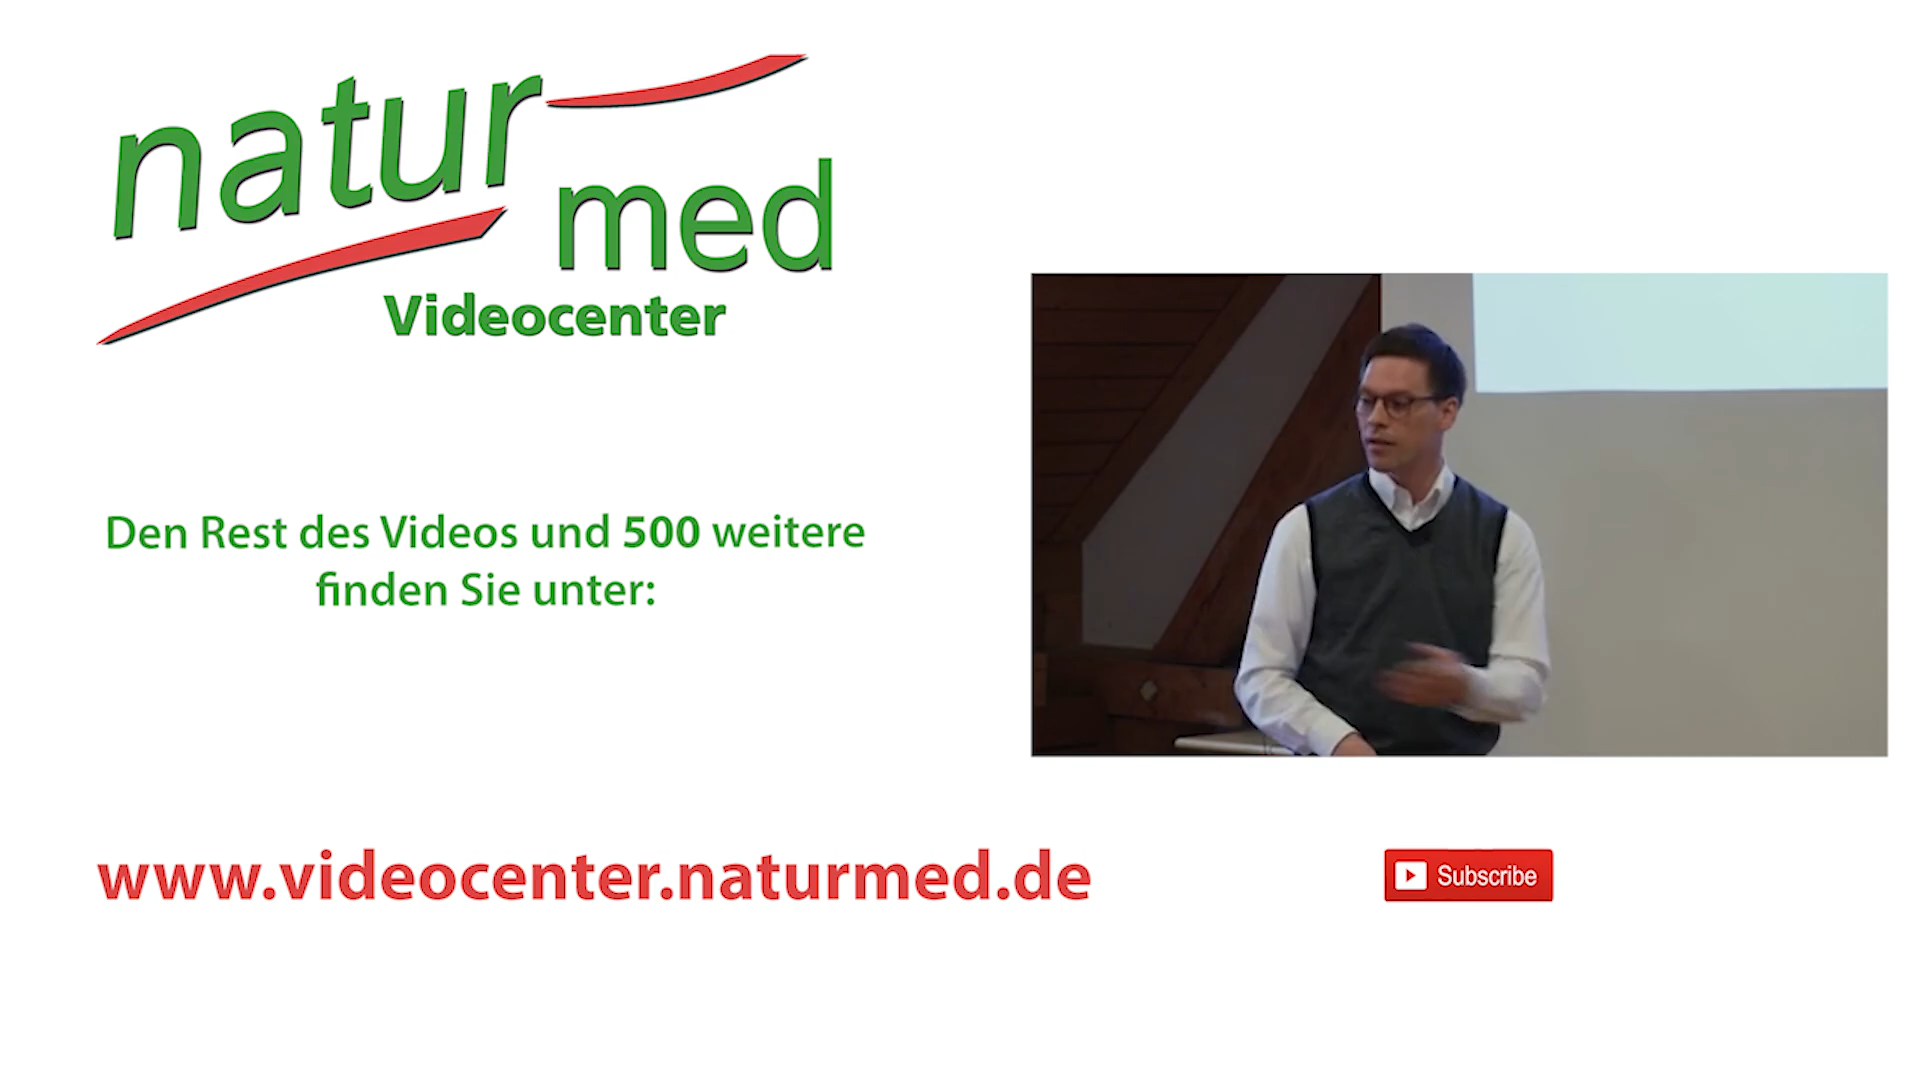 natur
med
Videocenter
Den Rest des Videos und 500 weitere
finden Sie unter:
www.videocenter.naturmed.de
Subscribe